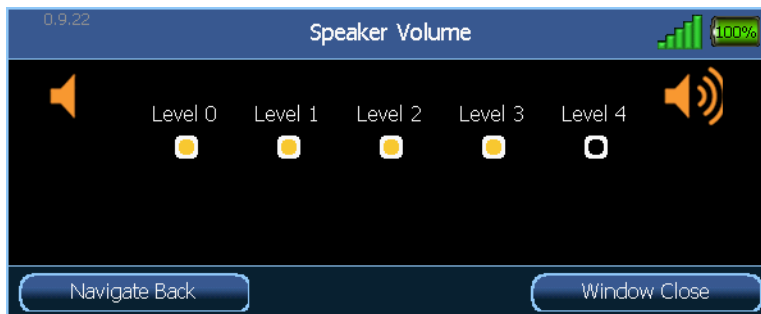 0.9.22
Speaker Volume
100%
Level 0 Level 1 Level 2 Level 3 Level 4
Navigate Back
Window Close